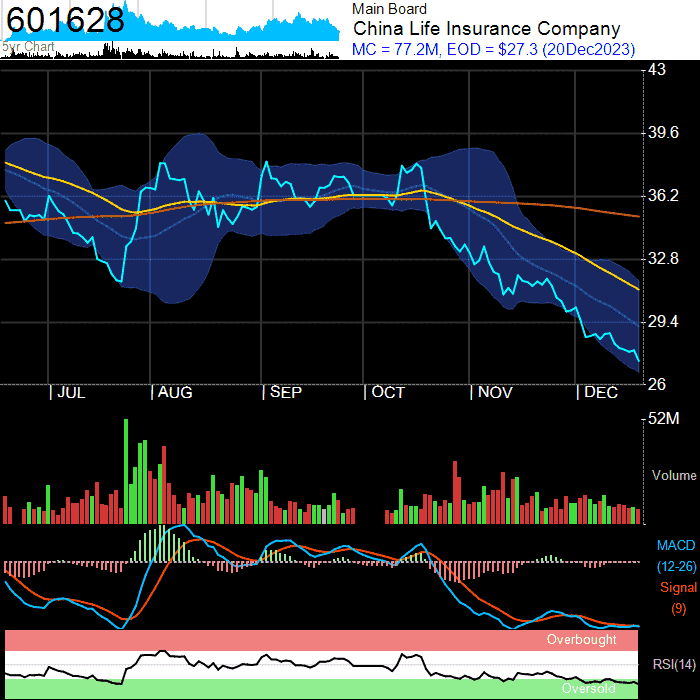 601628
5yr Chart
Main Board
China Life Insurance Company
MC = 77.2M, EOD = $27.3 (20Dec2023)
43
39.6
36.2
32.8
29.4
26
| JUL | AUG | SEP | OCT | NOV | DEC
52M
Volume
MACD
(12-26)
Signal
(9)
Overbought
RSI(14)
Oversold